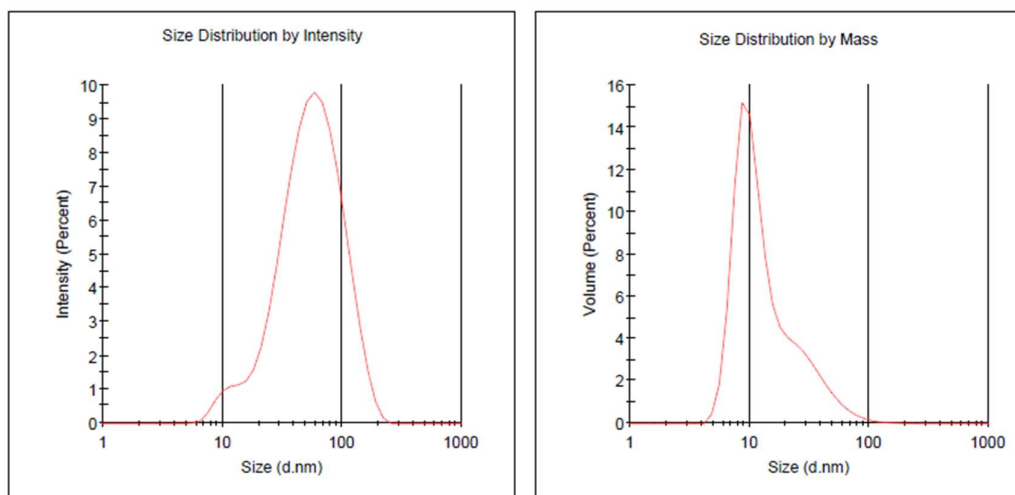 Size Distribution by Intensity
10
9
8
7
6
5
4
3
2
1
0
Intensity (Percent)
1 10 100 1000
Size (d.nm)
Size Distribution by Mass
16
14
12
10
8
6
4
2
0
Volume (Percent)
1 10 100 1000
Size (d.nm)